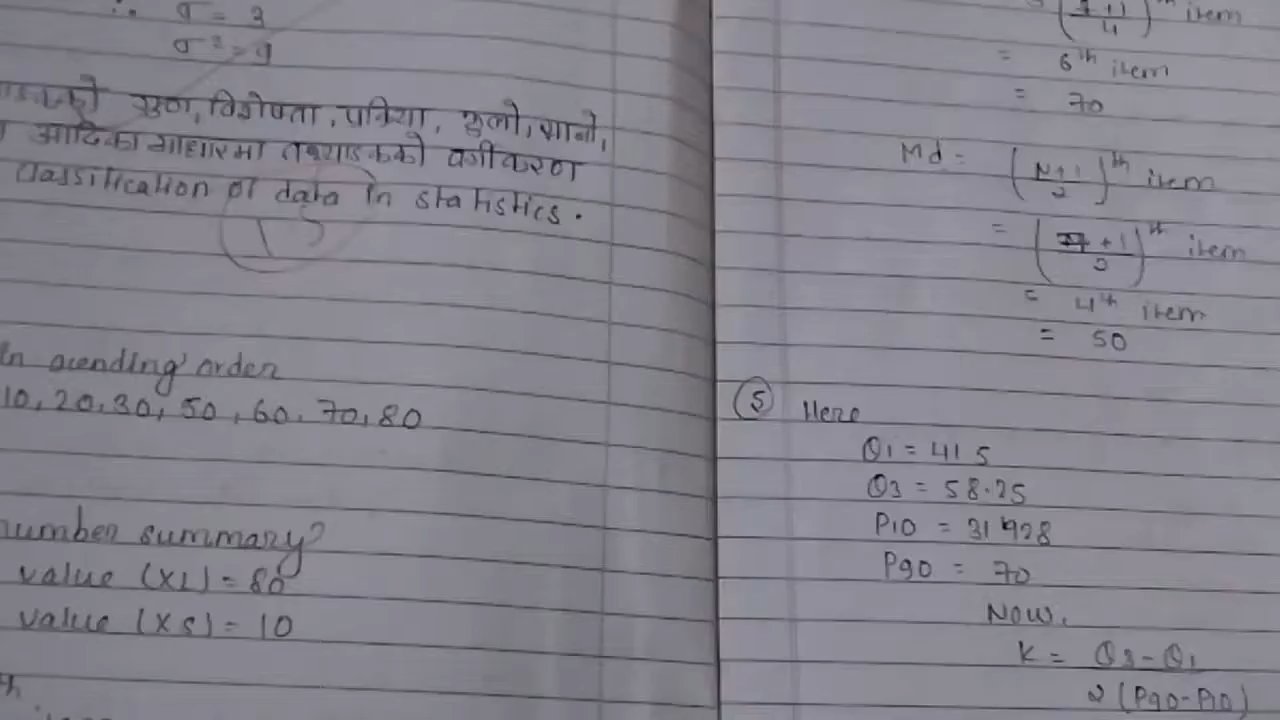 ∴ σ = 3
σ² = 9
गुण, विशेषता, प्रक्रिया, ठुलो, सानो,
आदिका आधारमा तथ्याङ्कको वर्गीकरण
classification of data in statistics.
In acending order
10, 20, 30, 50, 60, 70, 80
number summary?
value (XL) = 80
value (XS) = 10
th
item
= 6th item
= 70
Md = (N+1/2)th item
= (7+1/2)th item
= 4th item
= 50
5 Here
Q1 = 41.5
Q3 = 58.25
P10 = 31.428
P90 = 70
Now,
K = Q3-Q1
2(P90-P10)